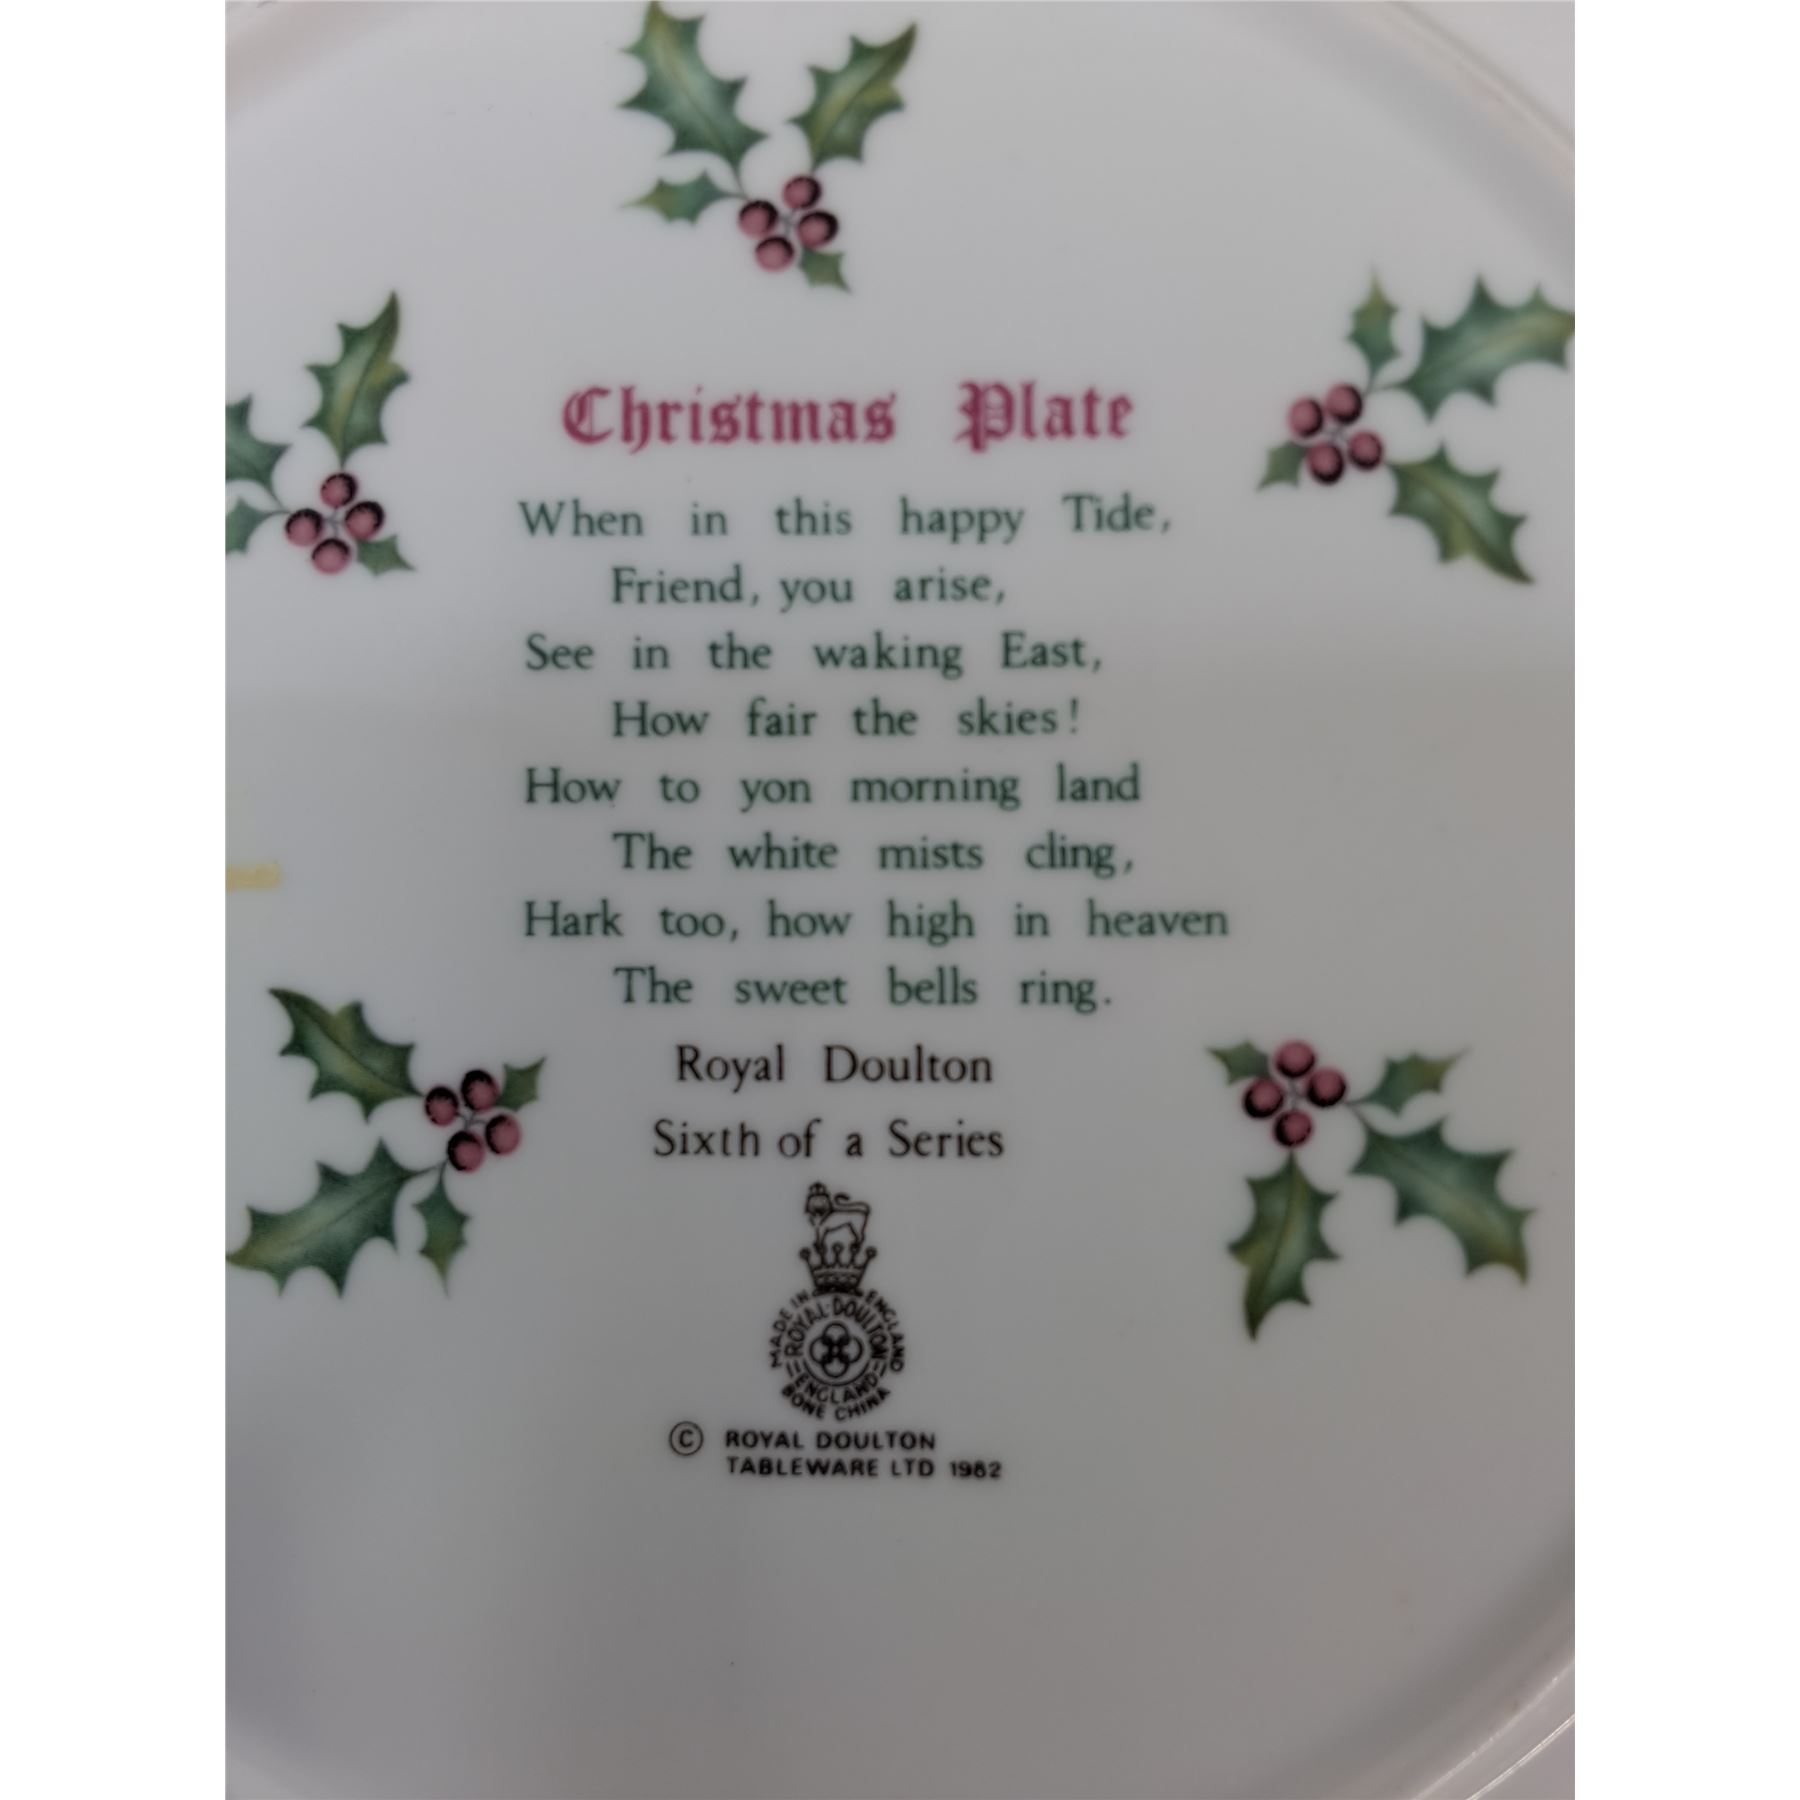 Christmas Plate
When in this happy Tide,
Friend, you arise,
See in the waking East,
How fair the skies!
How to yon morning land
The white mists cling,
Hark too, how high in heaven
The sweet bells ring.
Royal Doulton
Sixth of a Series
MADE IN ENGLAND
ROYAL DOULTON
ENGLAND
BONE CHINA
© ROYAL DOULTON
TABLEWARE LTD 1982